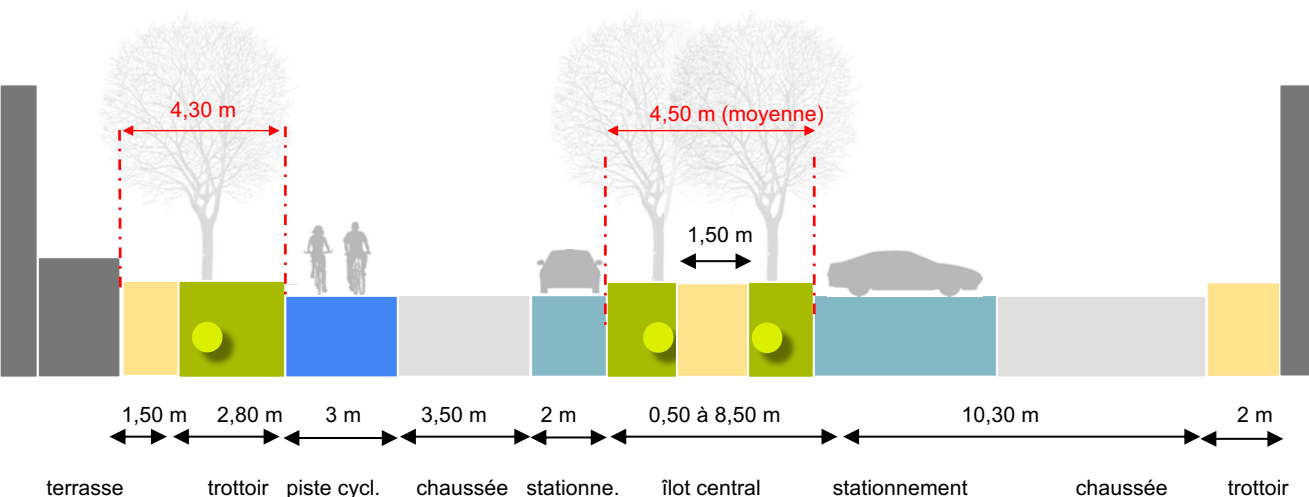 4,30 m
4,50 m (moyenne)
1,50 m
1,50 m 2,80 m 3 m 3,50 m 2 m 0,50 à 8,50 m 10,30 m 2 m
terrasse trottoir piste cycl. chaussée stationne. îlot central stationnement chaussée trottoir